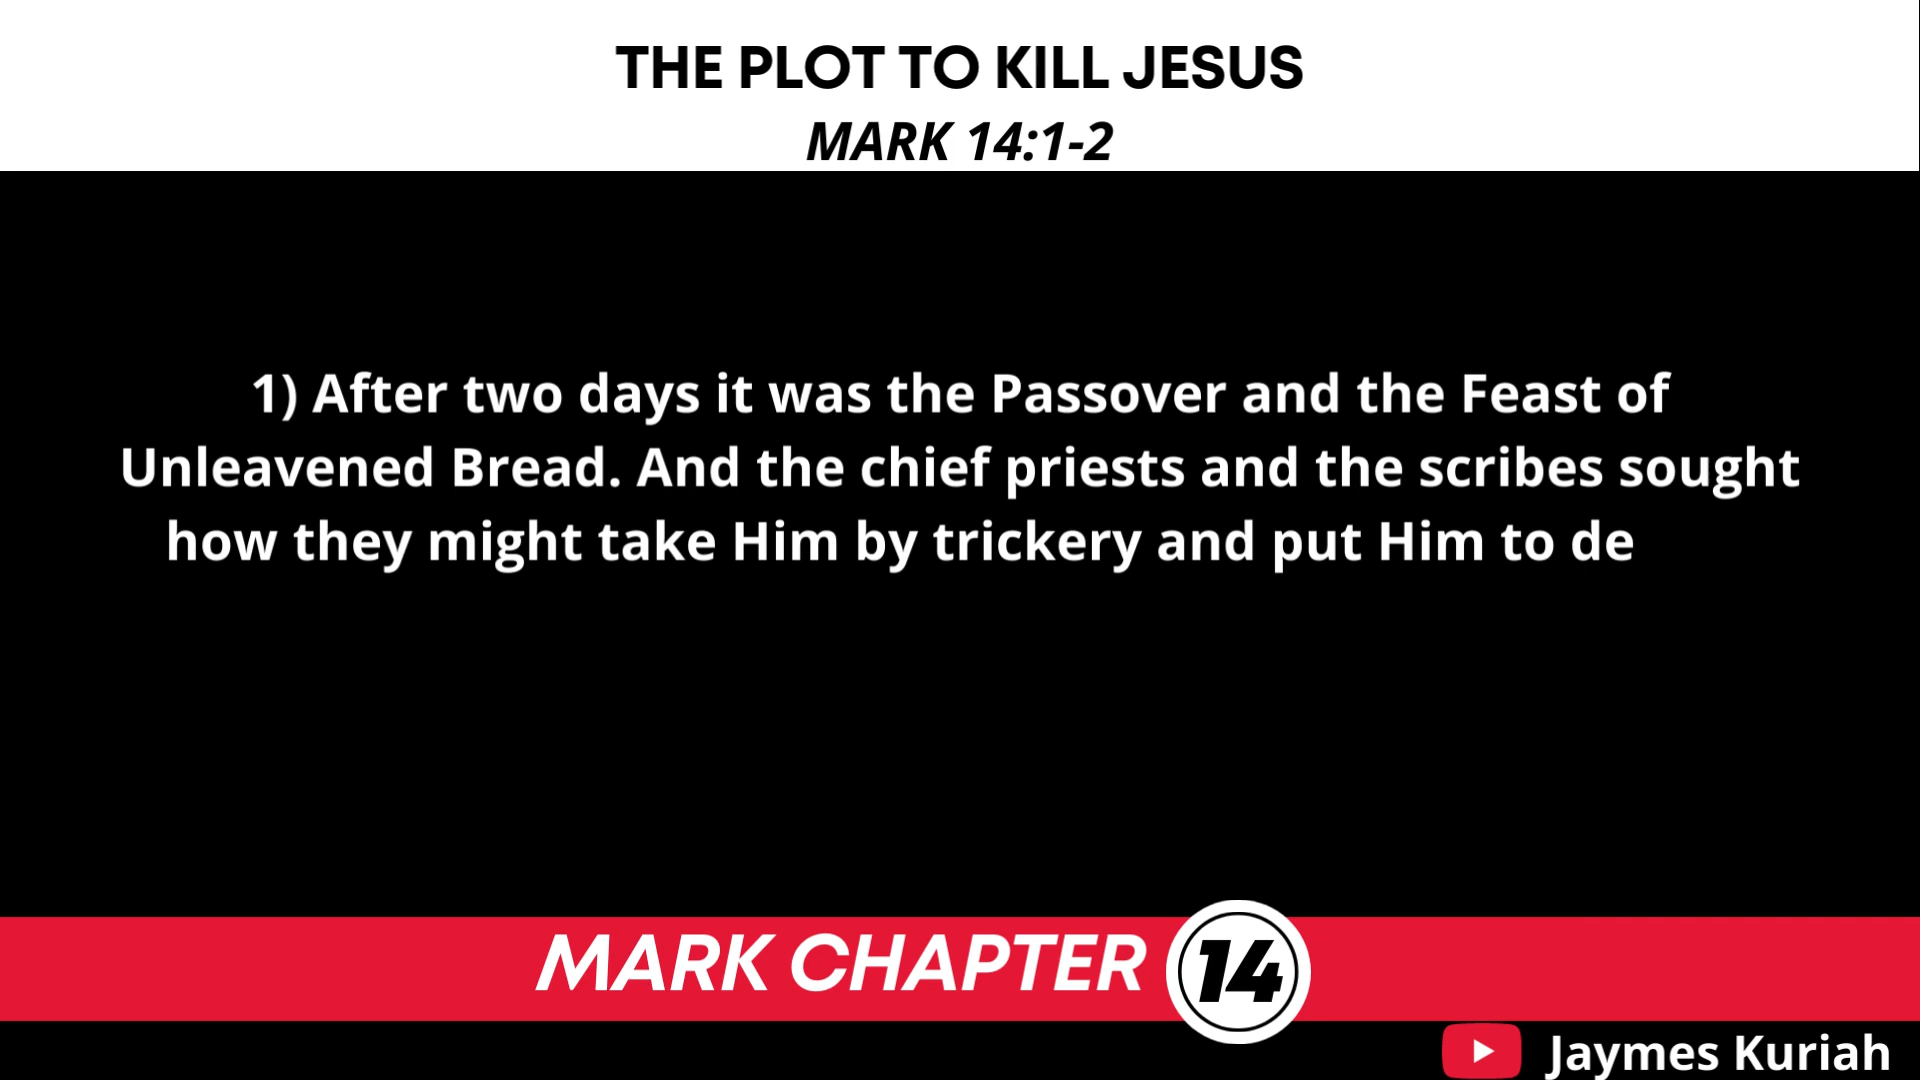 THE PLOT TO KILL JESUS
MARK 14:1-2
1) After two days it was the Passover and the Feast of
Unleavened Bread. And the chief priests and the scribes sought
how they might take Him by trickery and put Him to de
MARK CHAPTER 14
Jaymes Kuriah